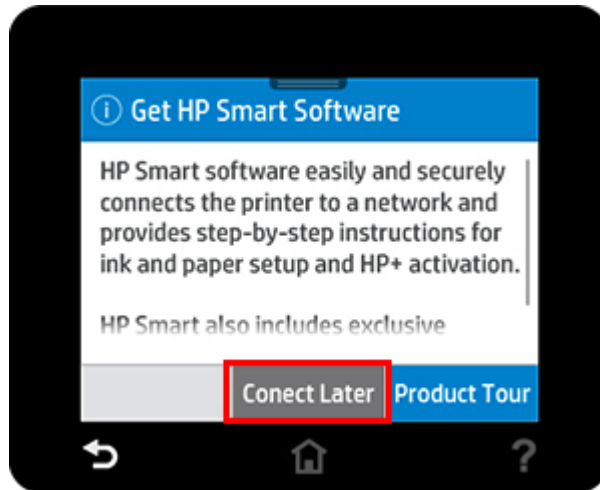 Get HP Smart Software
HP Smart software easily and securely
connects the printer to a network and
provides step-by-step instructions for
ink and paper setup and HP+ activation.
HP Smart also includes exclusive
Conect Later Product Tour
?